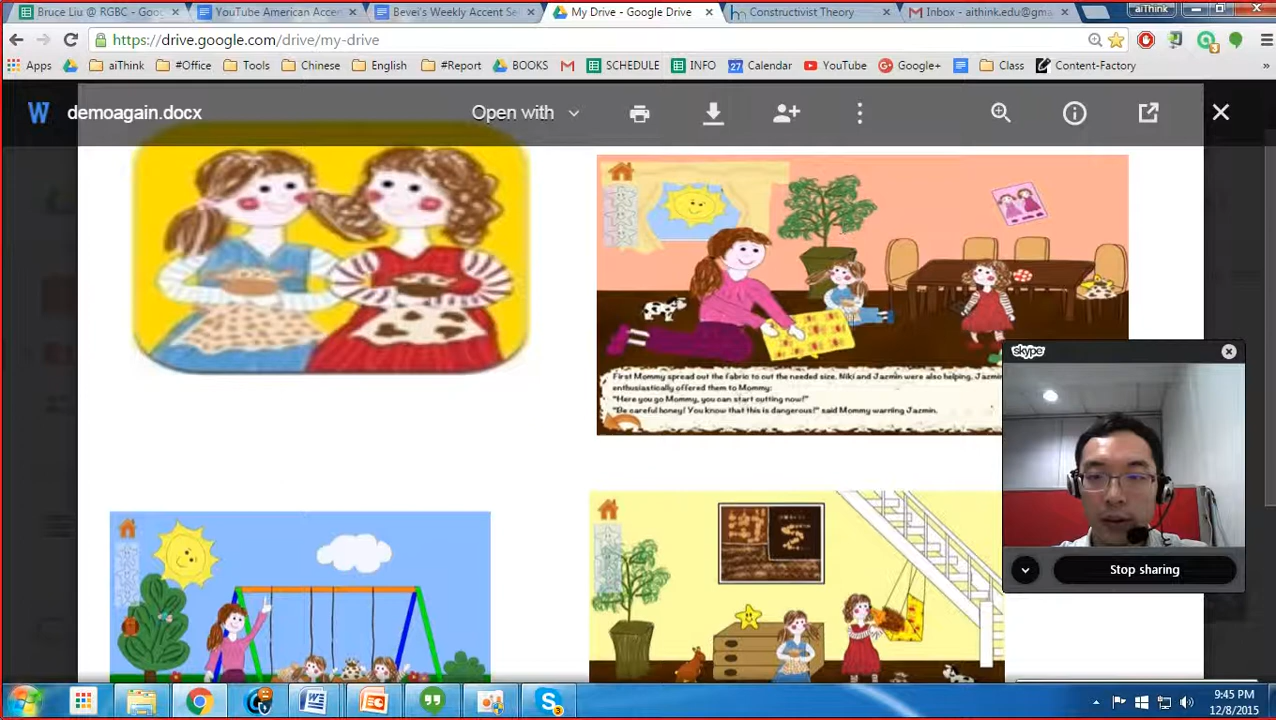 Bruce Liu @ RGBC - Goo
YouTube American Accen
Bevei's Weekly Accent Se
My Drive - Google Drive
Constructivist Theory
Inbox - aithink.edu@gma
aiThink
https://drive.google.com/drive/my-drive
Apps
aiThink
#Office
Tools
Chinese
English
#Report
BOOKS
SCHEDULE
INFO
27
Calendar
YouTube
Google+
Class
Content-Factory
»
W
demoagain.docx
Open with
First Mommy spread out the fabric to cut the needed size. Niki and Jazmin were also helping. Jazmin
enthusiastically offered them to Mommy:
"Here you go Mommy, you can start cutting now!"
"Be careful honey! You know that this is dangerous!" said Mommy warning Jazmin.
skype
Stop sharing
9:45 PM
12/8/2015